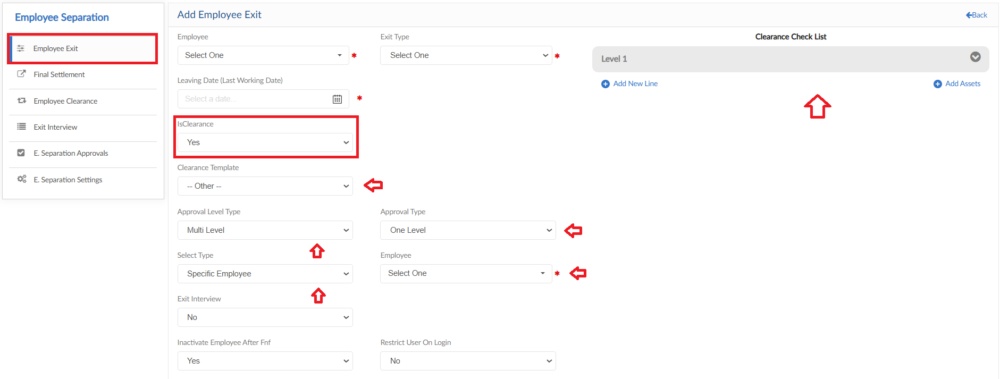 Employee Separation
Employee Exit
Final Settlement
Employee Clearance
Exit Interview
E. Separation Approvals
E. Separation Settings
Add Employee Exit
Back
Employee
Select One
*
Exit Type
Select One
*
Leaving Date (Last Working Date)
Select a date...
*
IsClearance
Yes
Clearance Template
-- Other --
Approval Level Type
Multi Level
Approval Type
One Level
Select Type
Specific Employee
Employee
Select One
*
Exit Interview
No
Inactivate Employee After Fnf
Yes
Restrict User On Login
No
Clearance Check List
Level 1
Add New Line
Add Assets